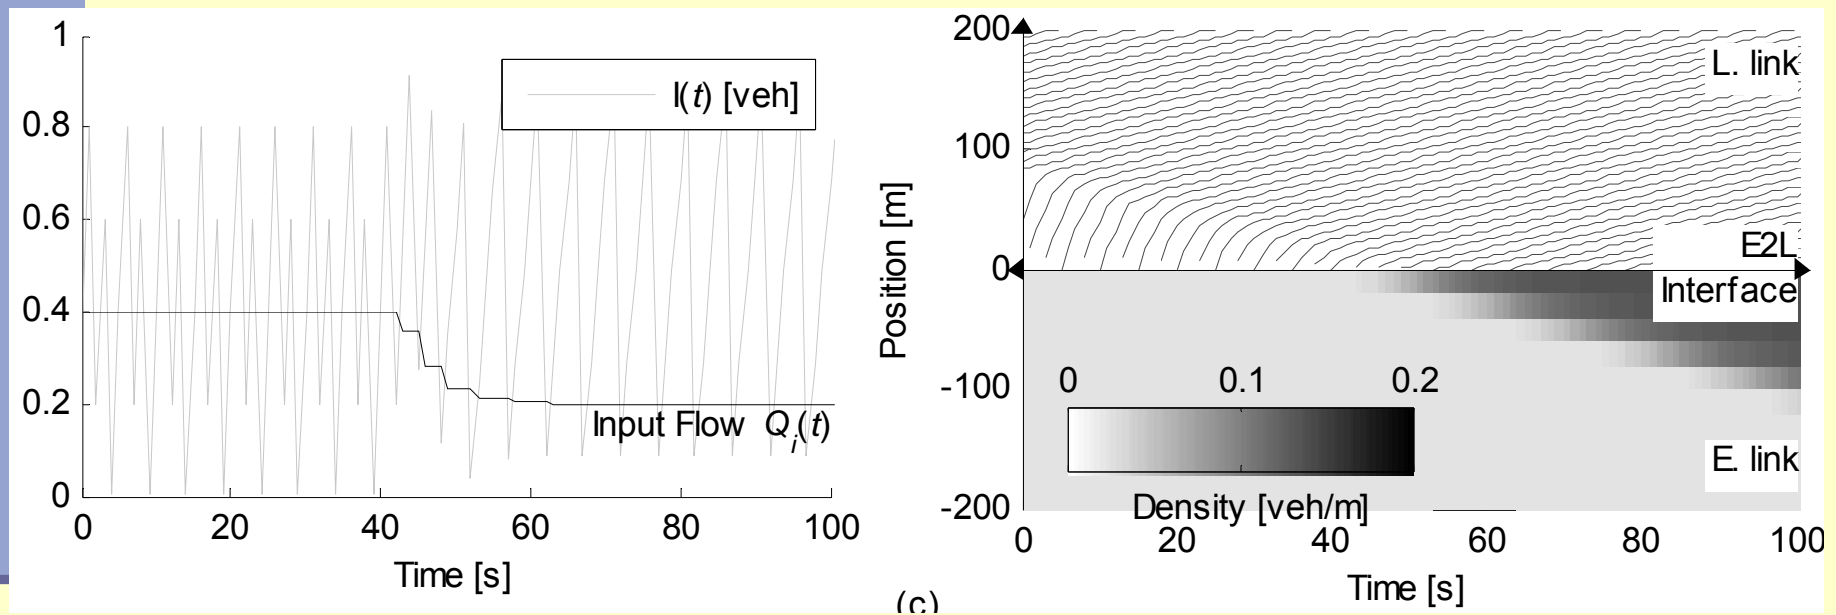 1
0.8
0.6
0.4
0.2
0
I(t) [veh]
Input Flow Qi(t)
0 20 40 60 80 100
Time [s]
200
100
0
-100
-200
Position [m]
L. link
E2L
Interface
0 0.1 0.2
Density [veh/m]
E. link
0 20 40 60 80 100
Time [s]
(c)